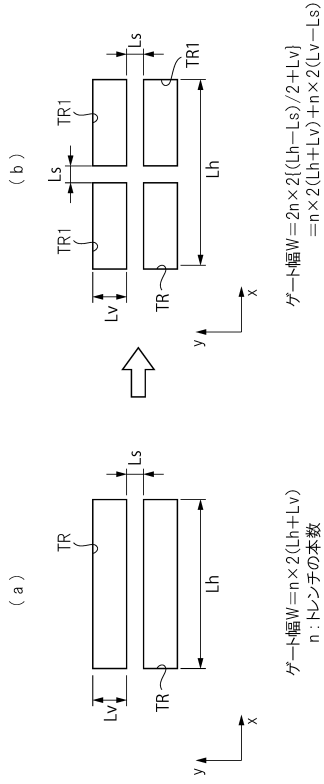 (a)
TR
Ls
Lv
TR
Lh
y
x
ゲート幅W=n×2(Lh+Lv)
n:トレンチの本数
(b)
Ls
TR1
TR1
Ls
Lv
TR
TR1
Lh
y
x
ゲート幅W=2n×2{(Lh-Ls)/2+Lv}
=n×2(Lh+Lv)+n×2(Lv-Ls)